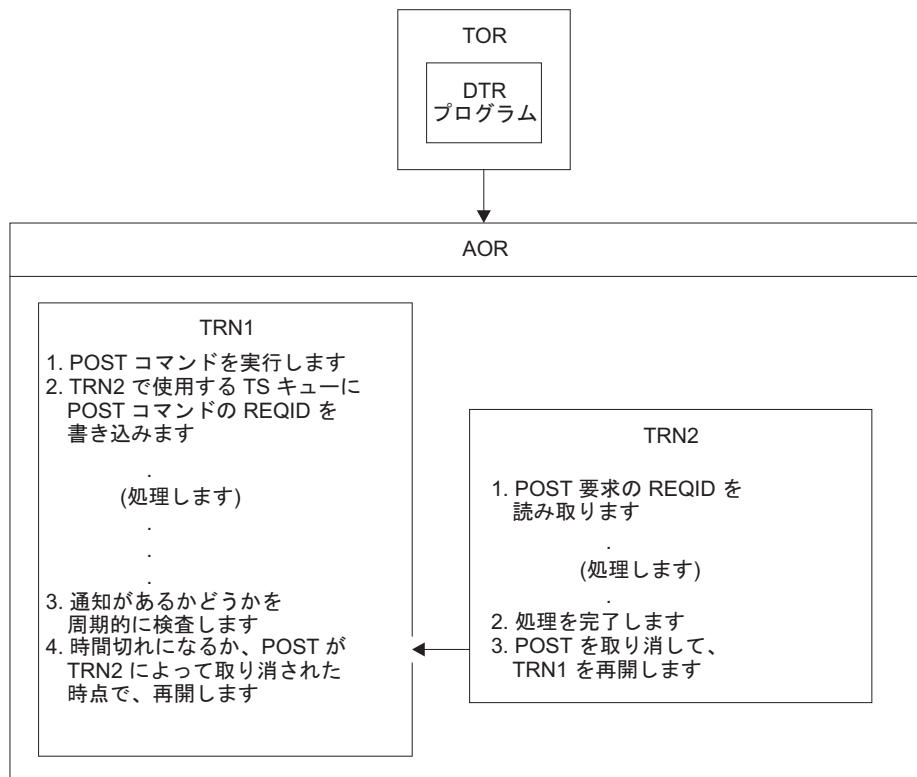 TOR
DTR
プログラム
AOR
TRN1
1. POST コマンドを実行します
2. TRN2 で使用する TS キューに
POST コマンドの REQID を
書き込みます
.
(処理します)
.
.
.
3. 通知があるかどうかを
周期的に検査します
4. 時間切れになるか、POST が
TRN2 によって取り消された
時点で、再開します
TRN2
1. POST 要求の REQID を
読み取ります
.
(処理します)
.
2. 処理を完了します
3. POST を取り消して、
TRN1 を再開します